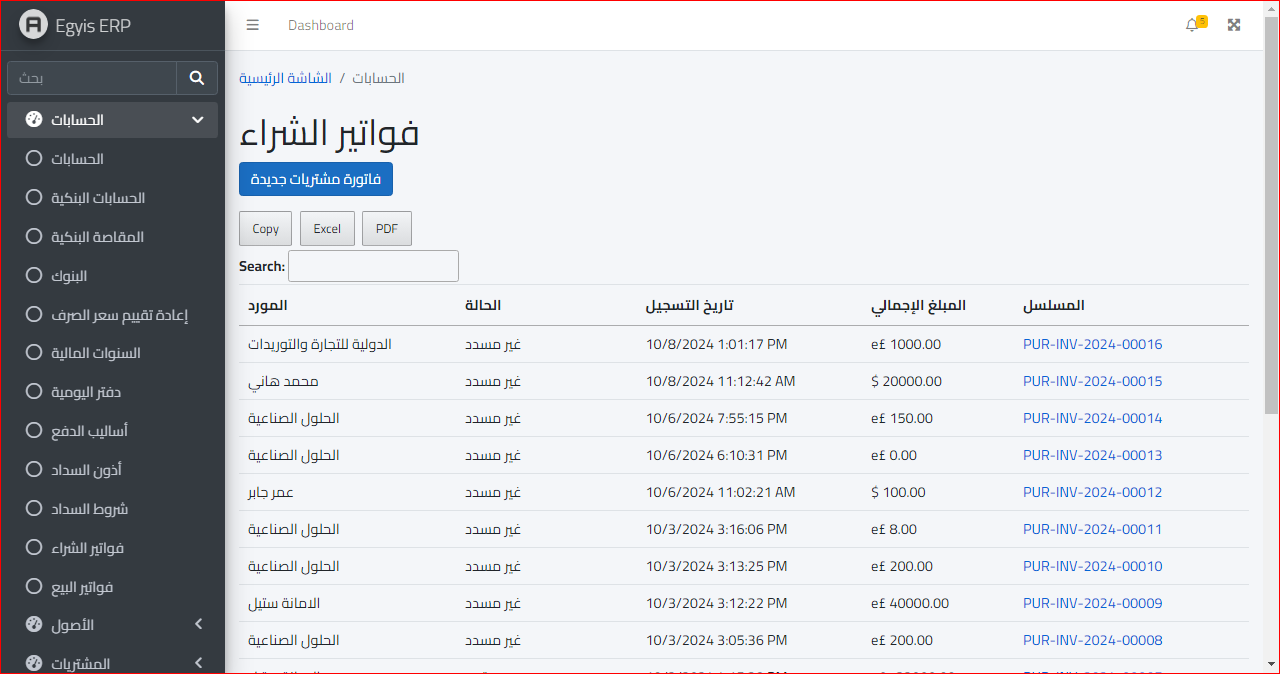 Egyis ERP
Dashboard
5
بحث
الحسابات
الحسابات
الحسابات البنكية
المقاصة البنكية
البنوك
إعادة تقييم سعر الصرف
السنوات المالية
دفتر اليومية
أساليب الدفع
أذون السداد
شروط السداد
فواتير الشراء
فواتير البيع
الأصول
المشتريات
الشاشة الرئيسية / الحسابات
فواتير الشراء
فاتورة مشتريات جديدة
Copy Excel PDF
Search:
المورد الحالة تاريخ التسجيل المبلغ الإجمالي المسلسل
الدولية للتجارة والتوريدات غير مسدد 10/8/2024 1:01:17 PM e£ 1000.00 PUR-INV-2024-00016
محمد هاني غير مسدد 10/8/2024 11:12:42 AM $ 20000.00 PUR-INV-2024-00015
الحلول الصناعية غير مسدد 10/6/2024 7:55:15 PM e£ 150.00 PUR-INV-2024-00014
الحلول الصناعية غير مسدد 10/6/2024 6:10:31 PM e£ 0.00 PUR-INV-2024-00013
عمر جابر غير مسدد 10/6/2024 11:02:21 AM $ 100.00 PUR-INV-2024-00012
الحلول الصناعية غير مسدد 10/3/2024 3:16:06 PM e£ 8.00 PUR-INV-2024-00011
الحلول الصناعية غير مسدد 10/3/2024 3:13:25 PM e£ 200.00 PUR-INV-2024-00010
الامانة ستيل غير مسدد 10/3/2024 3:12:22 PM e£ 40000.00 PUR-INV-2024-00009
الحلول الصناعية غير مسدد 10/3/2024 3:05:36 PM e£ 200.00 PUR-INV-2024-00008